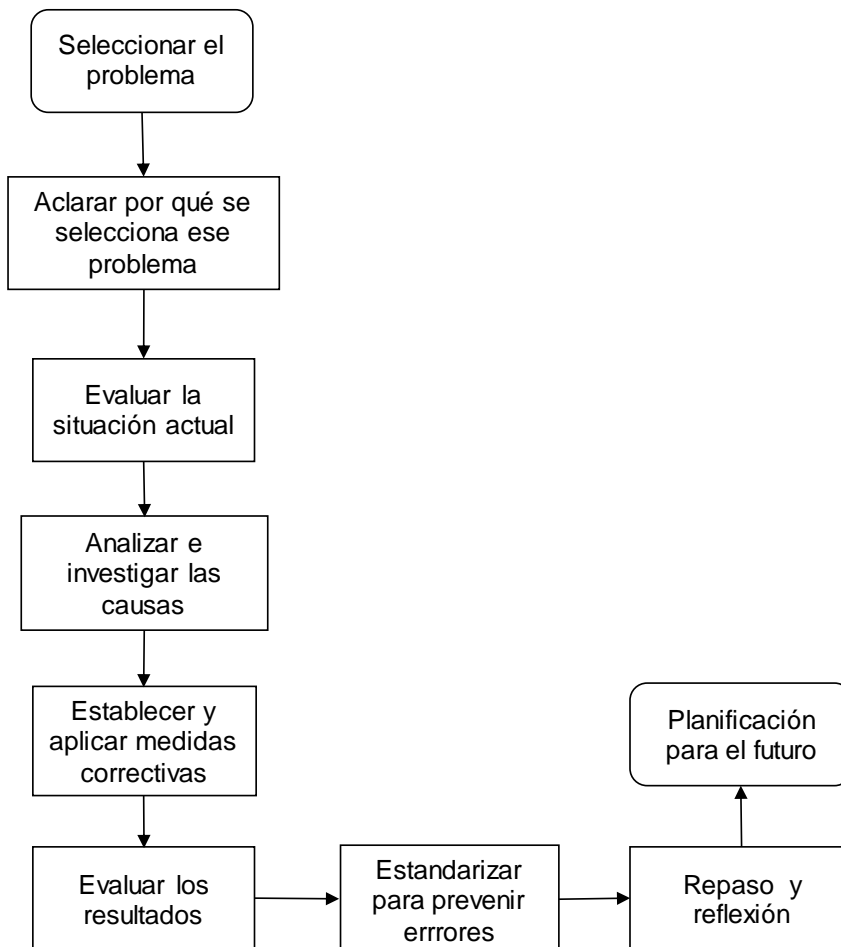 Seleccionar el
problema
Aclarar por qué se
selecciona ese
problema
Evaluar la
situación actual
Analizar e
investigar las
causas
Establecer y
aplicar medidas
correctivas
Evaluar los
resultados
Estandarizar
para prevenir
errrores
Repaso y
reflexión
Planificación
para el futuro